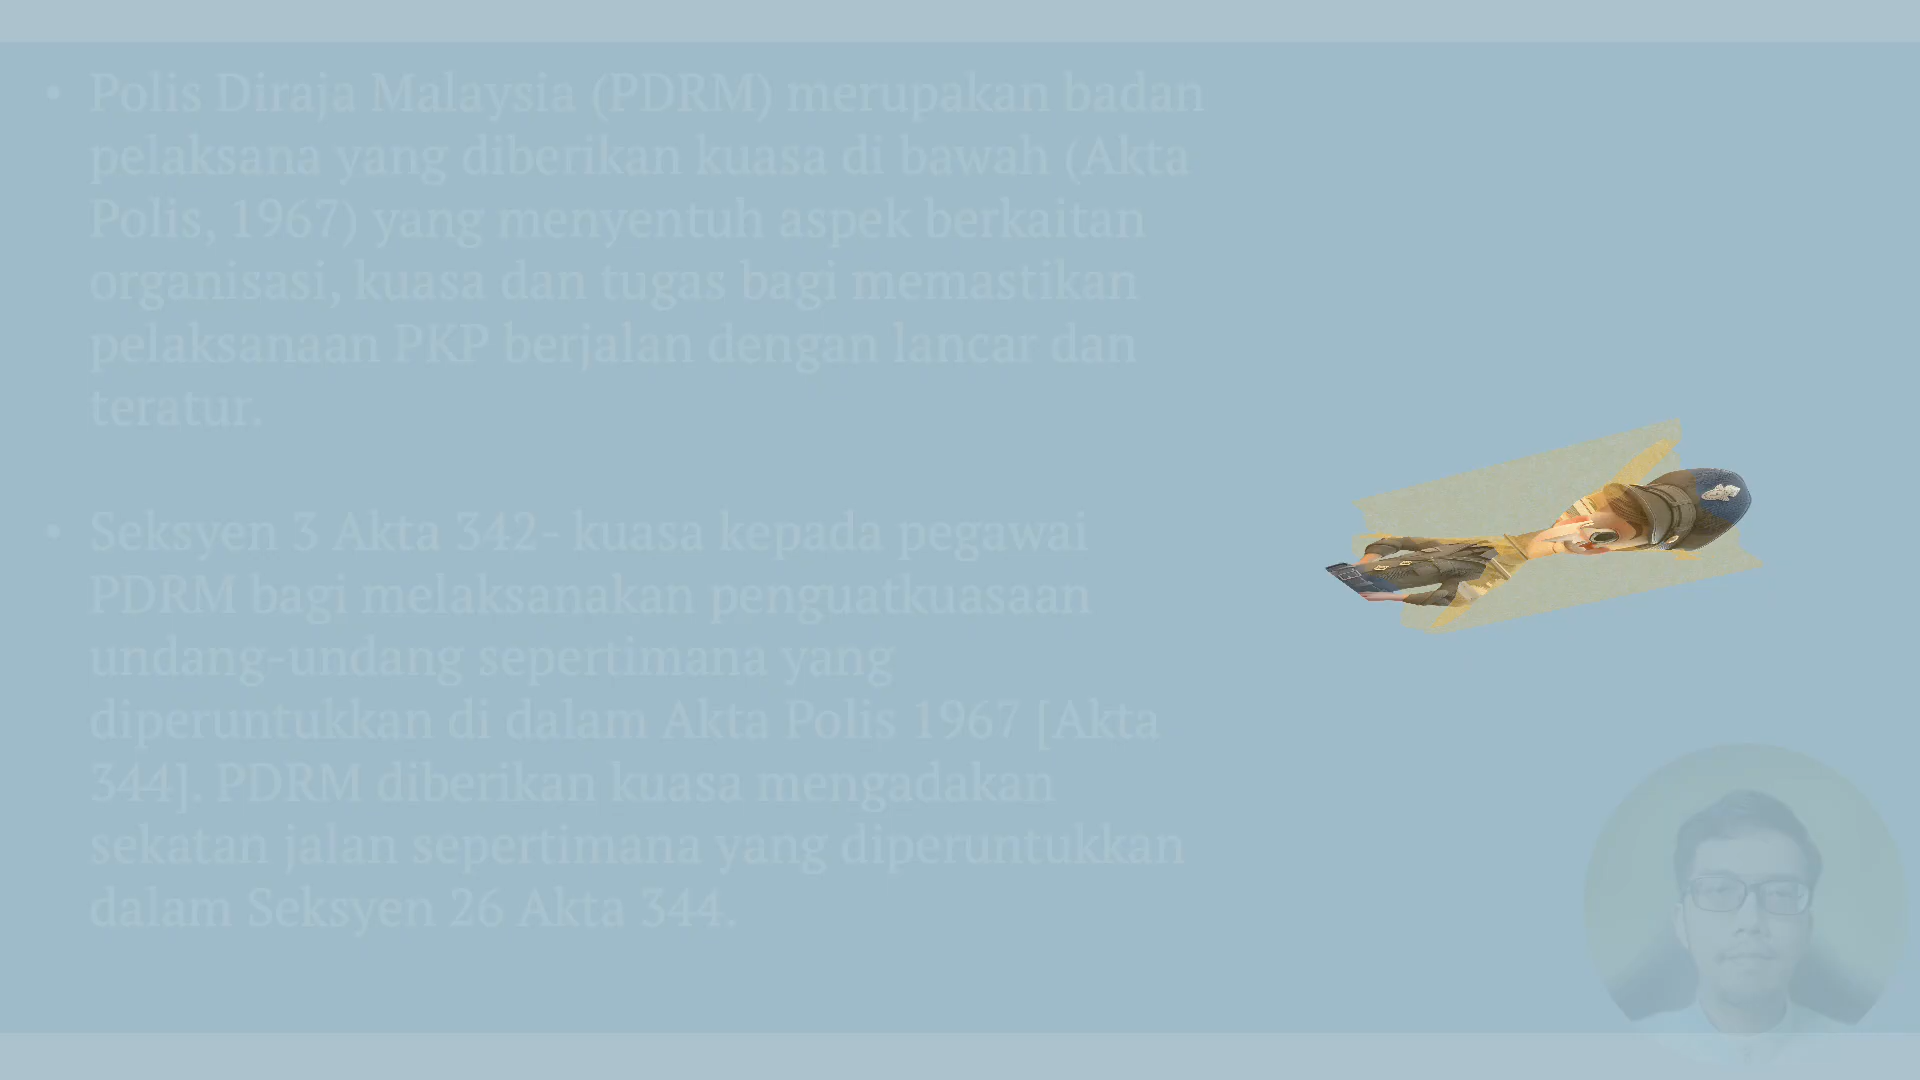 • Polis Diraja Malaysia (PDRM) merupakan badan
pelaksana yang diberikan kuasa di bawah (Akta
Polis, 1967) yang menyentuh aspek berkaitan
organisasi, kuasa dan tugas bagi memastikan
pelaksanaan PKP berjalan dengan lancar dan
teratur.
• Seksyen 3 Akta 342- kuasa kepada pegawai
PDRM bagi melaksanakan penguatkuasaan
undang-undang sepertimana yang
diperuntukkan di dalam Akta Polis 1967 [Akta
344]. PDRM diberikan kuasa mengadakan
sekatan jalan sepertimana yang diperuntukkan
dalam Seksyen 26 Akta 344.